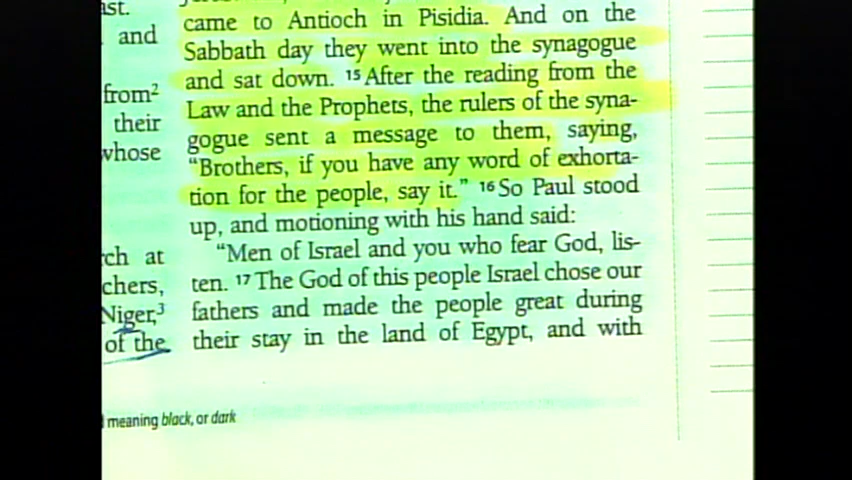 ast.
and
from²
their
whose
rch at
chers,
Niger,³
of the
meaning black, or dark
came to Antioch in Pisidia. And on the
Sabbath day they went into the synagogue
and sat down. ¹⁵After the reading from the
Law and the Prophets, the rulers of the syna-
gogue sent a message to them, saying,
“Brothers, if you have any word of exhorta-
tion for the people, say it.” ¹⁶So Paul stood
up, and motioning with his hand said:
“Men of Israel and you who fear God, lis-
ten. ¹⁷The God of this people Israel chose our
fathers and made the people great during
their stay in the land of Egypt, and with